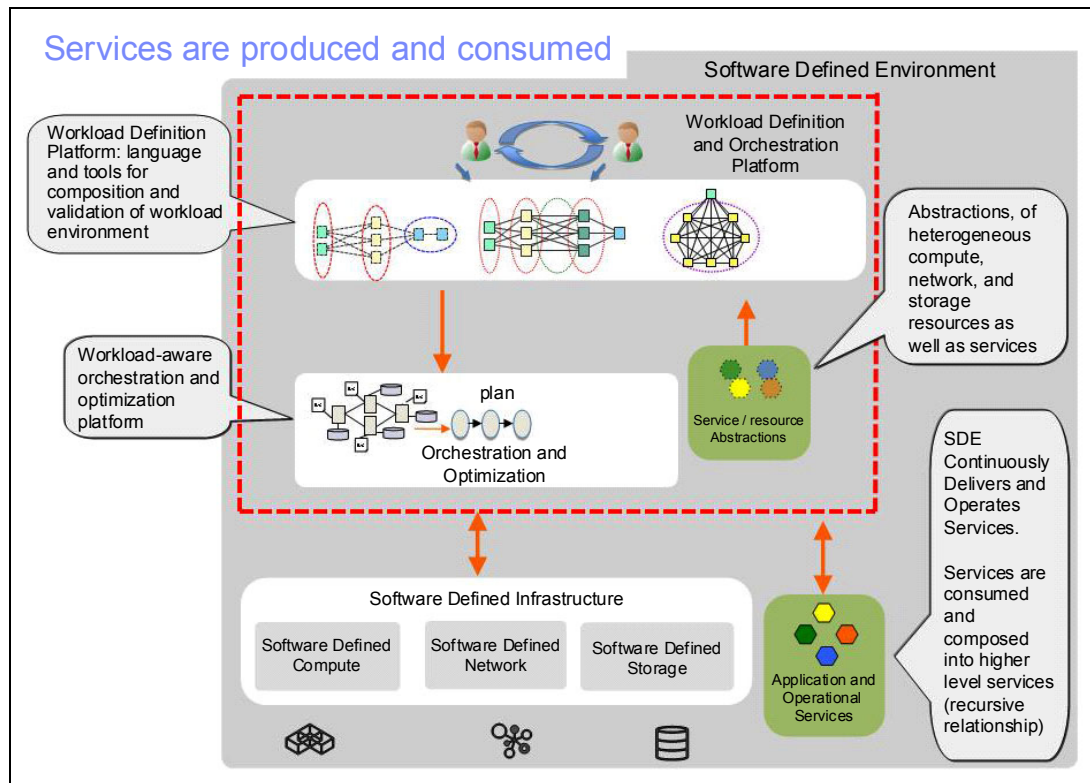 Services are produced and consumed
Software Defined Environment
Workload Definition
Platform: language
and tools for
composition and
validation of workload
environment
Workload Definition
and Orchestration
Platform
Abstractions, of
heterogeneous
compute,
network, and
storage
resources as
well as services
Workload-aware
orchestration and
optimization
platform
plan
Orchestration and
Optimization
Service / resource
Abstractions
SDE
Continuously
Delivers and
Operates
Services.
Services are
consumed
and
composed
into higher
level services
(recursive
relationship)
Software Defined Infrastructure
Software Defined
Compute
Software Defined
Network
Software Defined
Storage
Application and
Operational
Services